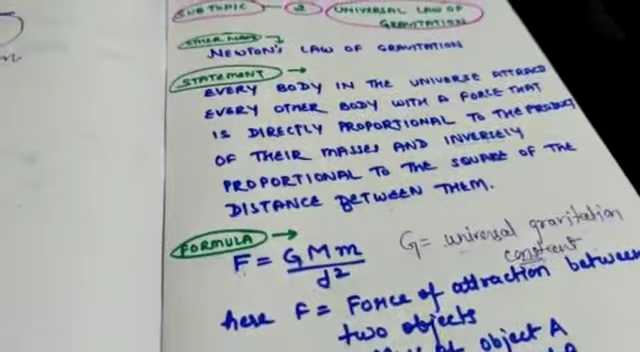 SUB TOPIC - 2 UNIVERSAL LAW OF
GRAVITATION
OTHER NAME →
NEWTON'S LAW OF GRAVITATION
STATEMENT →
EVERY BODY IN THE UNIVERSE ATTRACD
EVERY OTHER BODY WITH A FORCE THAT
IS DIRECTLY PROPORTIONAL TO THE PRODUCT
OF THEIR MASSES AND INVERSELY
PROPORTIONAL TO THE SQUARE OF THE
DISTANCE BETWEEN THEM.
FORMULA →
F = GMm/d²
G = universal gravitation
constant
here F = Force of attraction between
two objects
of object A